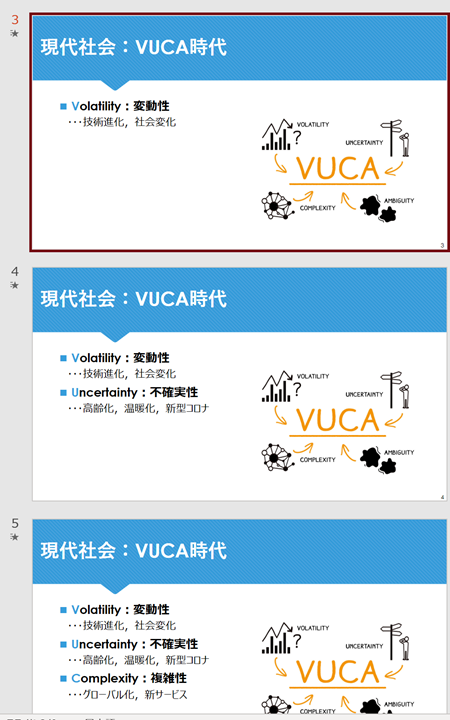 3
現代社会：VUCA時代
Volatility：変動性
･･･技術進化，社会変化
VOLATILITY
?
UNCERTAINTY
VUCA
COMPLEXITY
AMBIGUITY
3
4
現代社会：VUCA時代
Volatility：変動性
･･･技術進化，社会変化
Uncertainty：不確実性
･･･高齢化，温暖化，新型コロナ
VOLATILITY
?
UNCERTAINTY
VUCA
COMPLEXITY
AMBIGUITY
4
5
現代社会：VUCA時代
Volatility：変動性
･･･技術進化，社会変化
Uncertainty：不確実性
･･･高齢化，温暖化，新型コロナ
Complexity：複雑性
･･･グローバル化，新サービス
VOLATILITY
?
UNCERTAINTY
VUCA
COMPLEXITY
AMBIGUITY